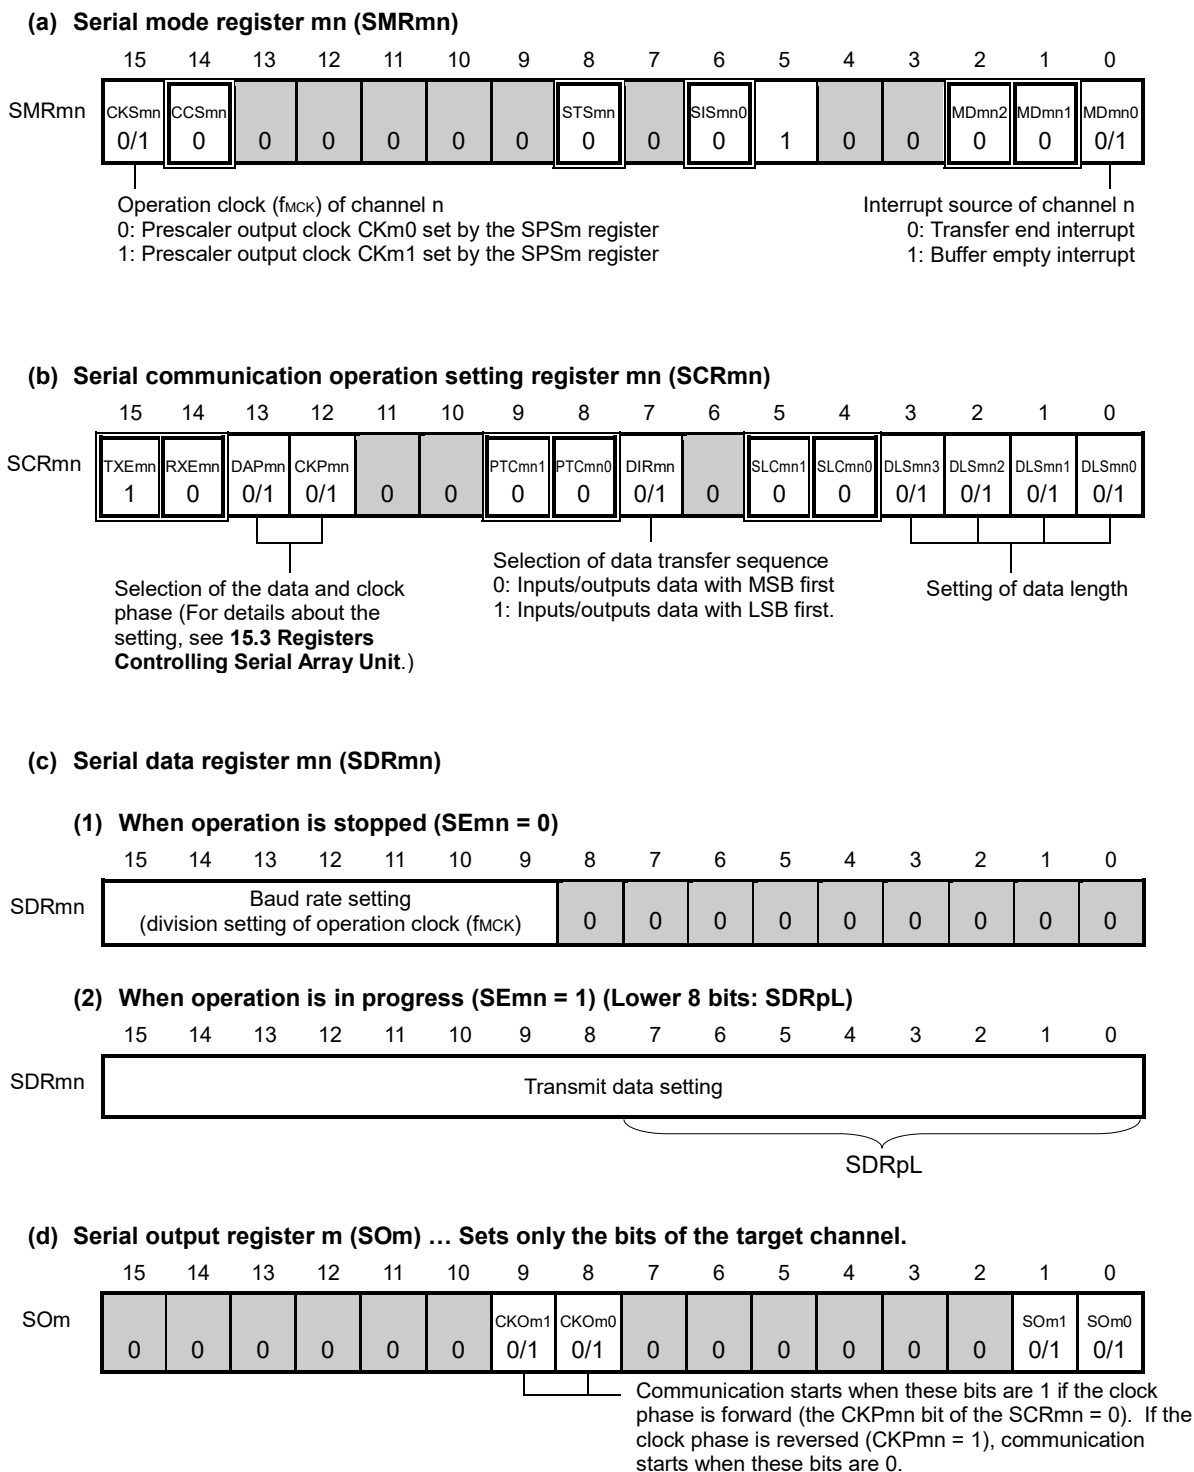 (a) Serial mode register mn (SMRmn)
15 14 13 12 11 10 9 8 7 6 5 4 3 2 1 0
SMRmn CKSmn CCSmn STSmn SISmn0 MDmn2 MDmn1 MDmn0
0/1 0 0 0 0 0 0 0 0 0 1 0 0 0 0 0/1
Operation clock (fMCK) of channel n
0: Prescaler output clock CKm0 set by the SPSm register
1: Prescaler output clock CKm1 set by the SPSm register
Interrupt source of channel n
0: Transfer end interrupt
1: Buffer empty interrupt
(b) Serial communication operation setting register mn (SCRmn)
15 14 13 12 11 10 9 8 7 6 5 4 3 2 1 0
SCRmn TXEmn RXEmn DAPmn CKPmn PTCmn1 PTCmn0 DIRmn SLCmn1 SLCmn0 DLSmn3 DLSmn2 DLSmn1 DLSmn0
1 0 0/1 0/1 0 0 0 0 0/1 0 0 0 0/1 0/1 0/1 0/1
Selection of the data and clock
phase (For details about the
setting, see 15.3 Registers
Controlling Serial Array Unit.)
Selection of data transfer sequence
0: Inputs/outputs data with MSB first
1: Inputs/outputs data with LSB first.
Setting of data length
(c) Serial data register mn (SDRmn)
(1) When operation is stopped (SEmn = 0)
15 14 13 12 11 10 9 8 7 6 5 4 3 2 1 0
SDRmn
Baud rate setting
(division setting of operation clock (fMCK)
0 0 0 0 0 0 0 0 0
(2) When operation is in progress (SEmn = 1) (Lower 8 bits: SDRpL)
15 14 13 12 11 10 9 8 7 6 5 4 3 2 1 0
SDRmn
Transmit data setting
SDRpL
(d) Serial output register m (SOm) … Sets only the bits of the target channel.
15 14 13 12 11 10 9 8 7 6 5 4 3 2 1 0
SOm CKOm1 CKOm0 SOm1 SOm0
0 0 0 0 0 0 0/1 0/1 0 0 0 0 0 0 0/1 0/1
Communication starts when these bits are 1 if the clock
phase is forward (the CKPmn bit of the SCRmn = 0). If the
clock phase is reversed (CKPmn = 1), communication
starts when these bits are 0.